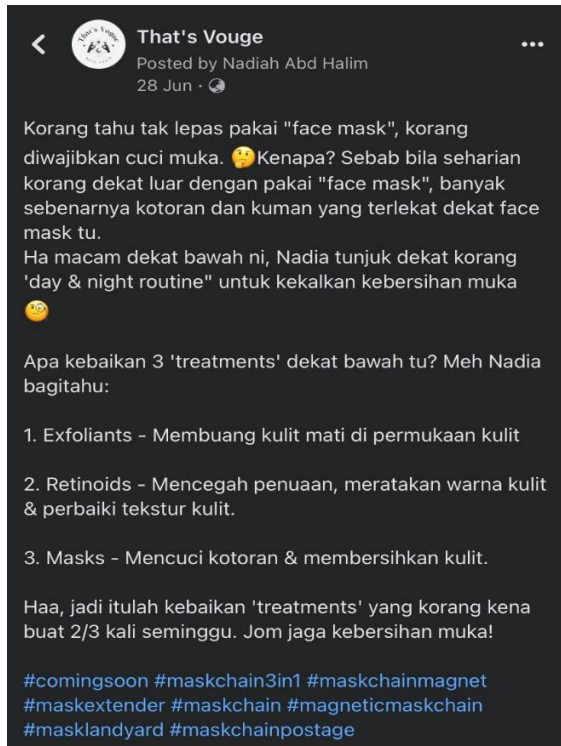 That's Vouge
That's Vouge
Posted by Nadiah Abd Halim
28 Jun ·
Korang tahu tak lepas pakai "face mask", korang
diwajibkan cuci muka. 🤔Kenapa? Sebab bila seharian
korang dekat luar dengan pakai "face mask", banyak
sebenarnya kotoran dan kuman yang terlekat dekat face
mask tu.
Ha macam dekat bawah ni, Nadia tunjuk dekat korang
'day & night routine" untuk kekalkan kebersihan muka
🧐
Apa kebaikan 3 'treatments' dekat bawah tu? Meh Nadia
bagitahu:
1. Exfoliants - Membuang kulit mati di permukaan kulit
2. Retinoids - Mencegah penuaan, meratakan warna kulit
& perbaiki tekstur kulit.
3. Masks - Mencuci kotoran & membersihkan kulit.
Haa, jadi itulah kebaikan 'treatments' yang korang kena
buat 2/3 kali seminggu. Jom jaga kebersihan muka!
#comingsoon #maskchain3in1 #maskchainmagnet
#maskextender #maskchain #magneticmaskchain
#masklandyard #maskchainpostage